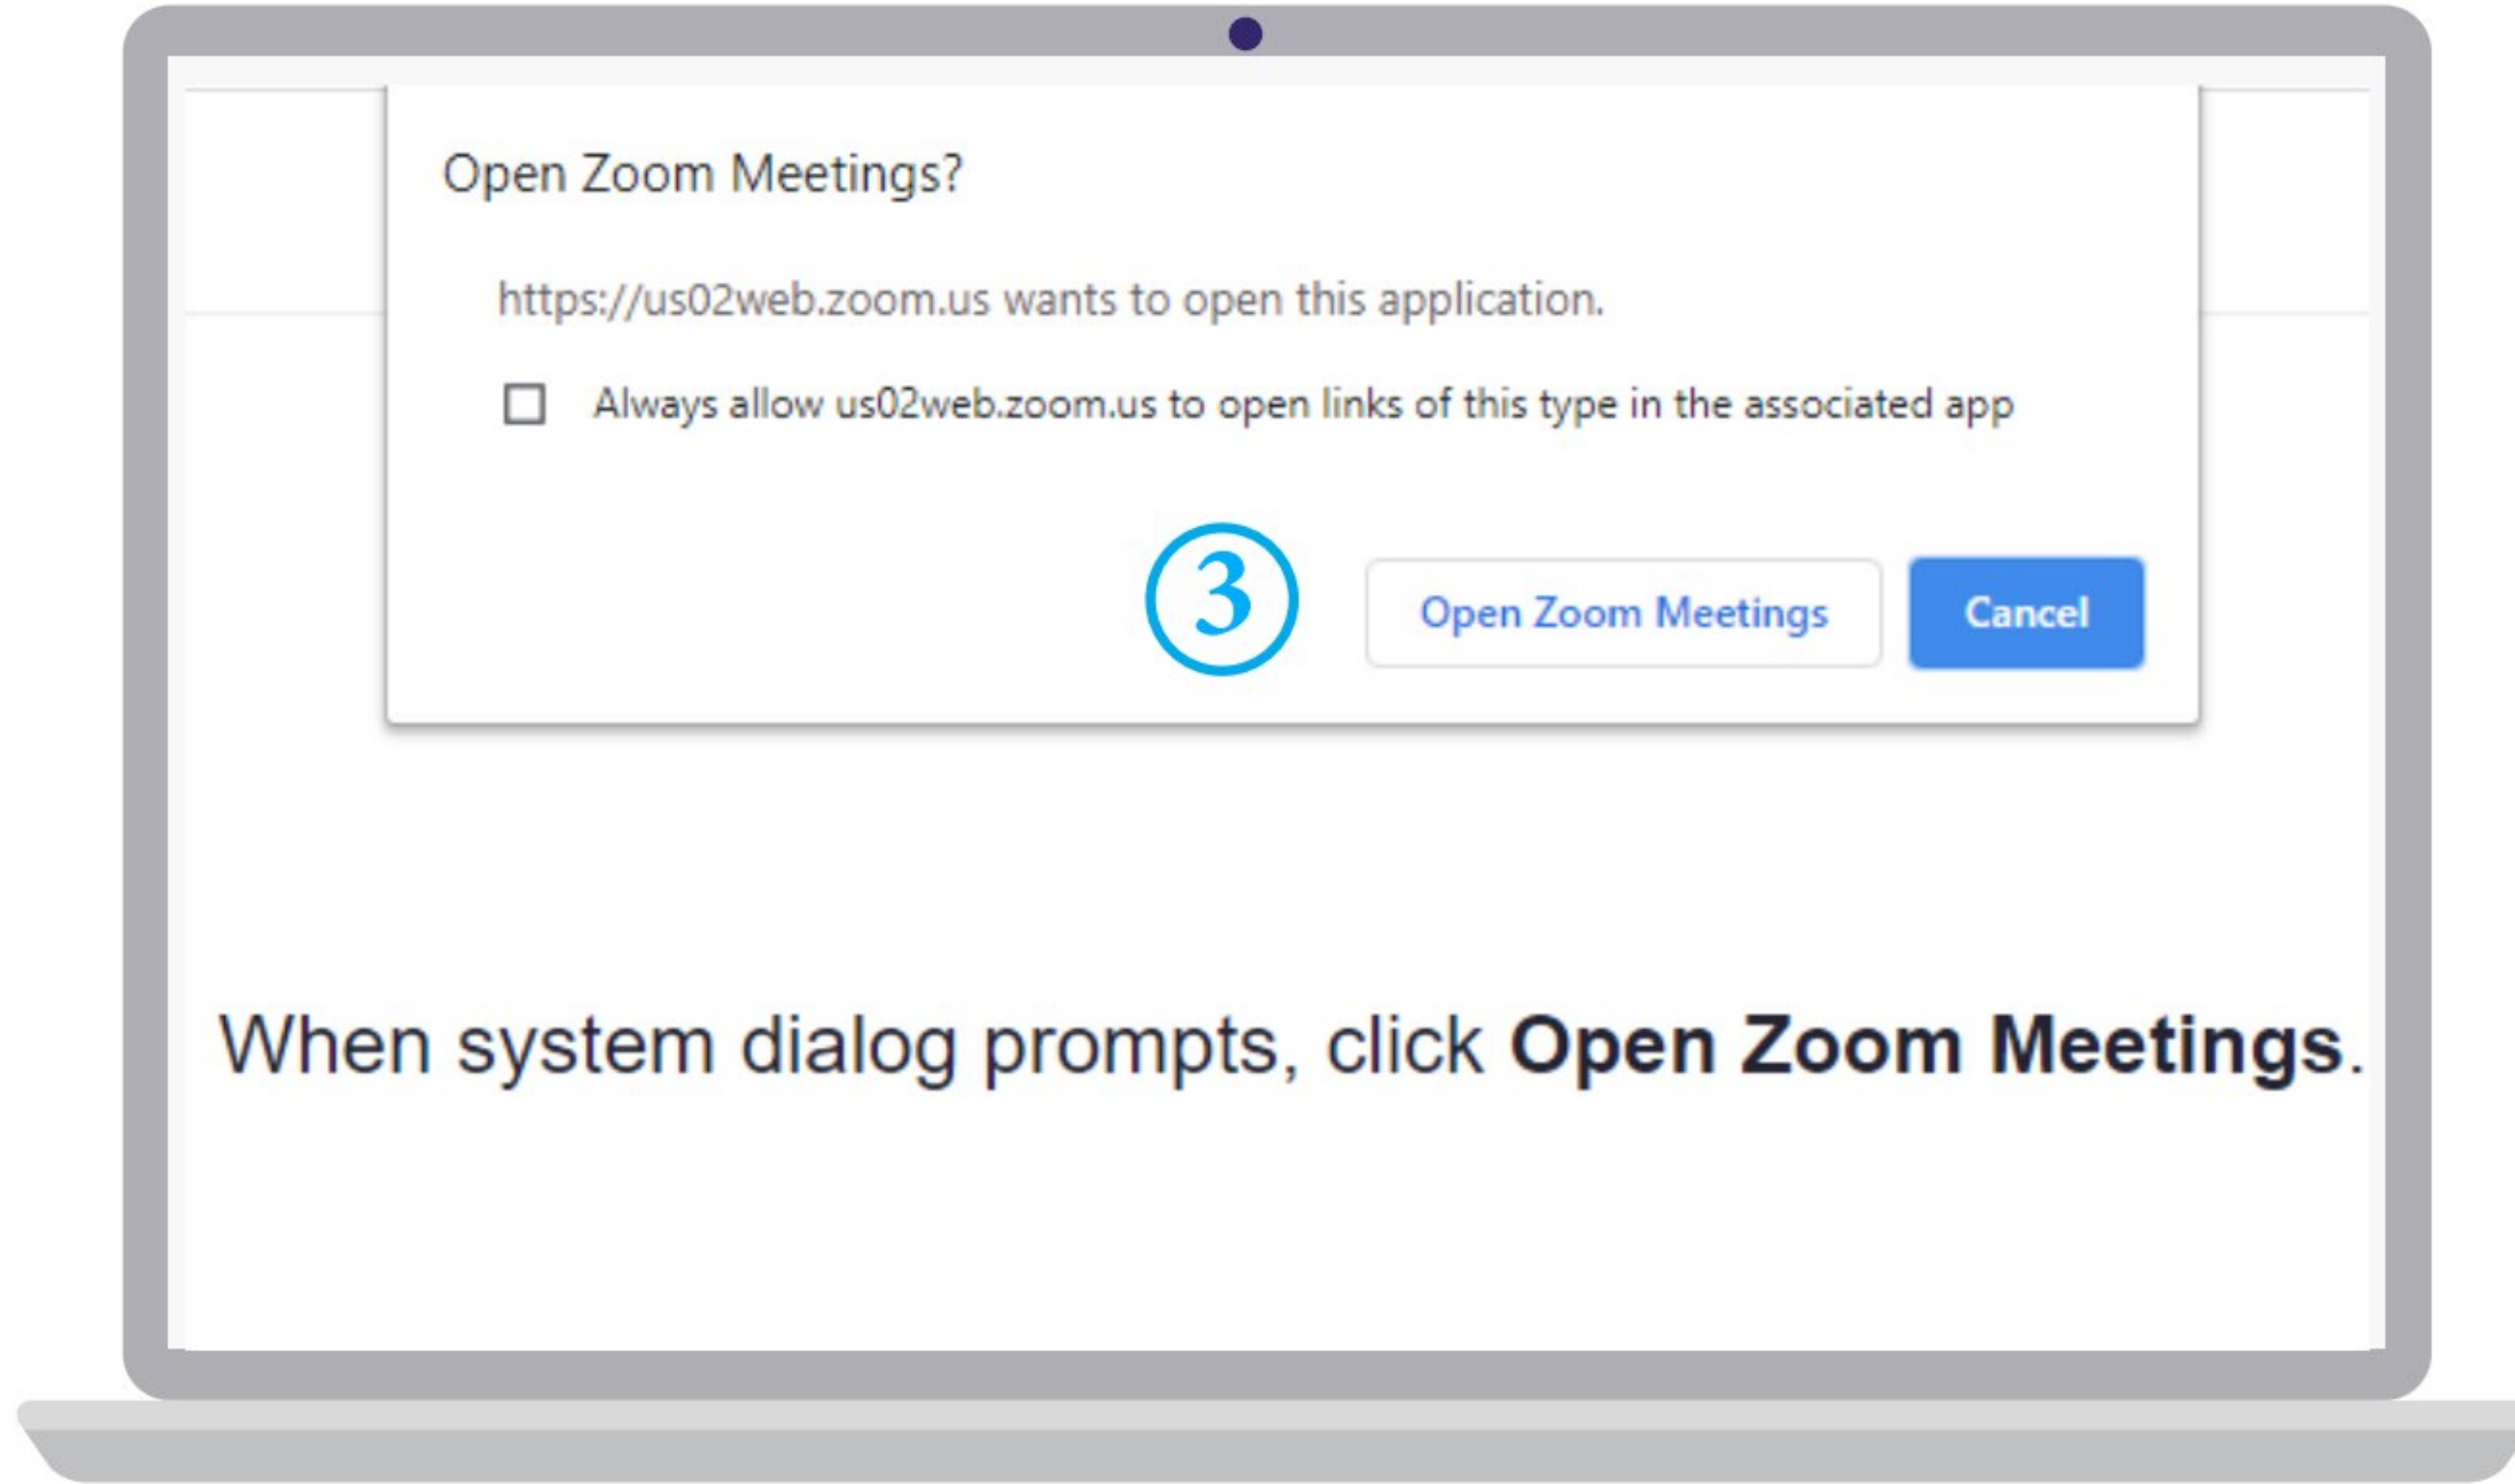 Open Zoom Meetings?
https://us02web.zoom.us wants to open this application.
Always allow us02web.zoom.us to open links of this type in the associated app
3
Open Zoom Meetings
Cancel
When system dialog prompts, click Open Zoom Meetings.